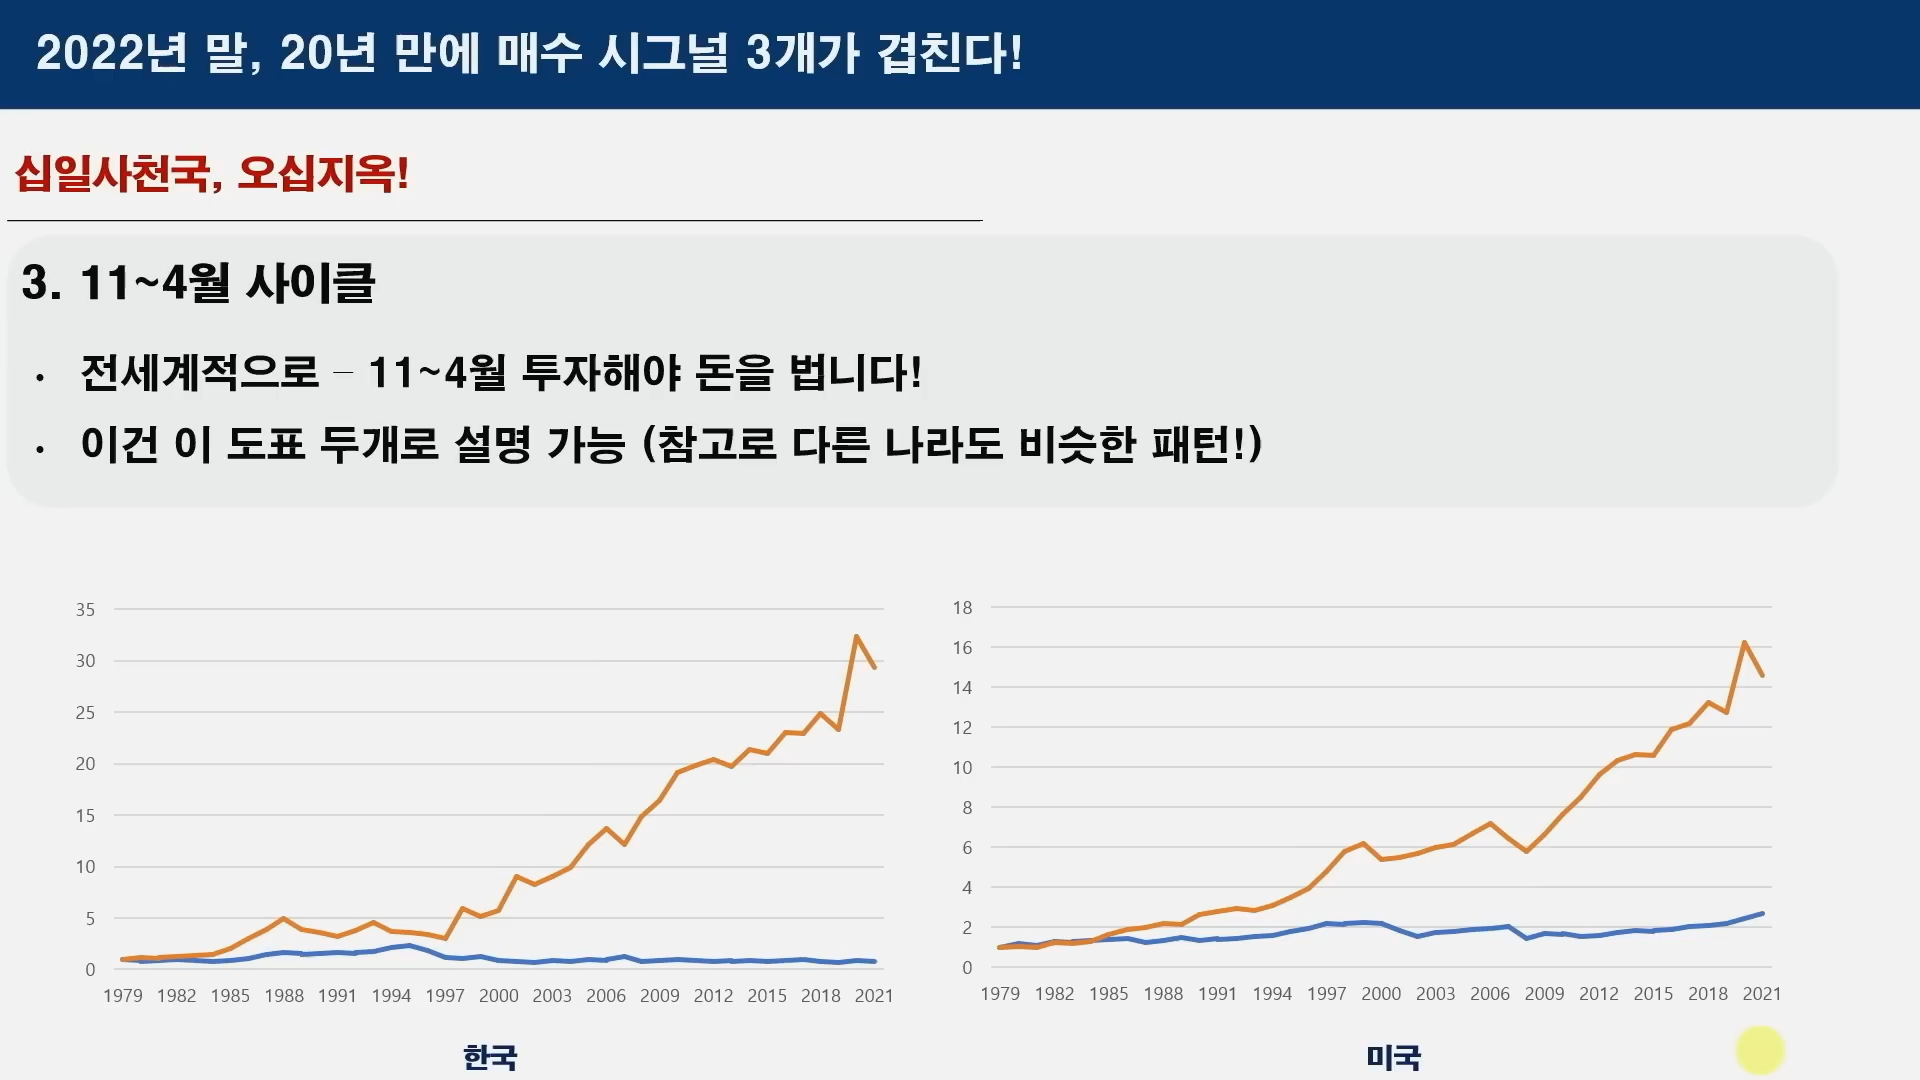 2022년 말, 20년 만에 매수 시그널 3개가 겹친다!
십일사천국, 오십지옥!
3. 11~4월 사이클
• 전세계적으로 – 11~4월 투자해야 돈을 법니다!
• 이건 이 도표 두개로 설명 가능 (참고로 다른 나라도 비슷한 패턴!)
35
30
25
20
15
10
5
0
1979 1982 1985 1988 1991 1994 1997 2000 2003 2006 2009 2012 2015 2018 2021
한국
18
16
14
12
10
8
6
4
2
0
1979 1982 1985 1988 1991 1994 1997 2000 2003 2006 2009 2012 2015 2018 2021
미국